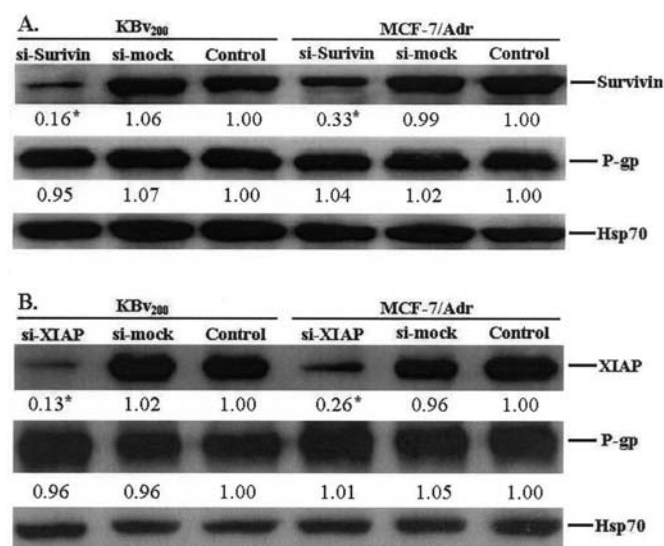 A.
KBv200 MCF-7/Adr
si-Surivin si-mock Control si-Surivin si-mock Control
Survivin
0.16* 1.06 1.00 0.33* 0.99 1.00
P-gp
0.95 1.07 1.00 1.04 1.02 1.00
Hsp70
B.
KBv200 MCF-7/Adr
si-XIAP si-mock Control si-XIAP si-mock Control
XIAP
0.13* 1.02 1.00 0.26* 0.96 1.00
P-gp
0.96 0.96 1.00 1.01 1.05 1.00
Hsp70